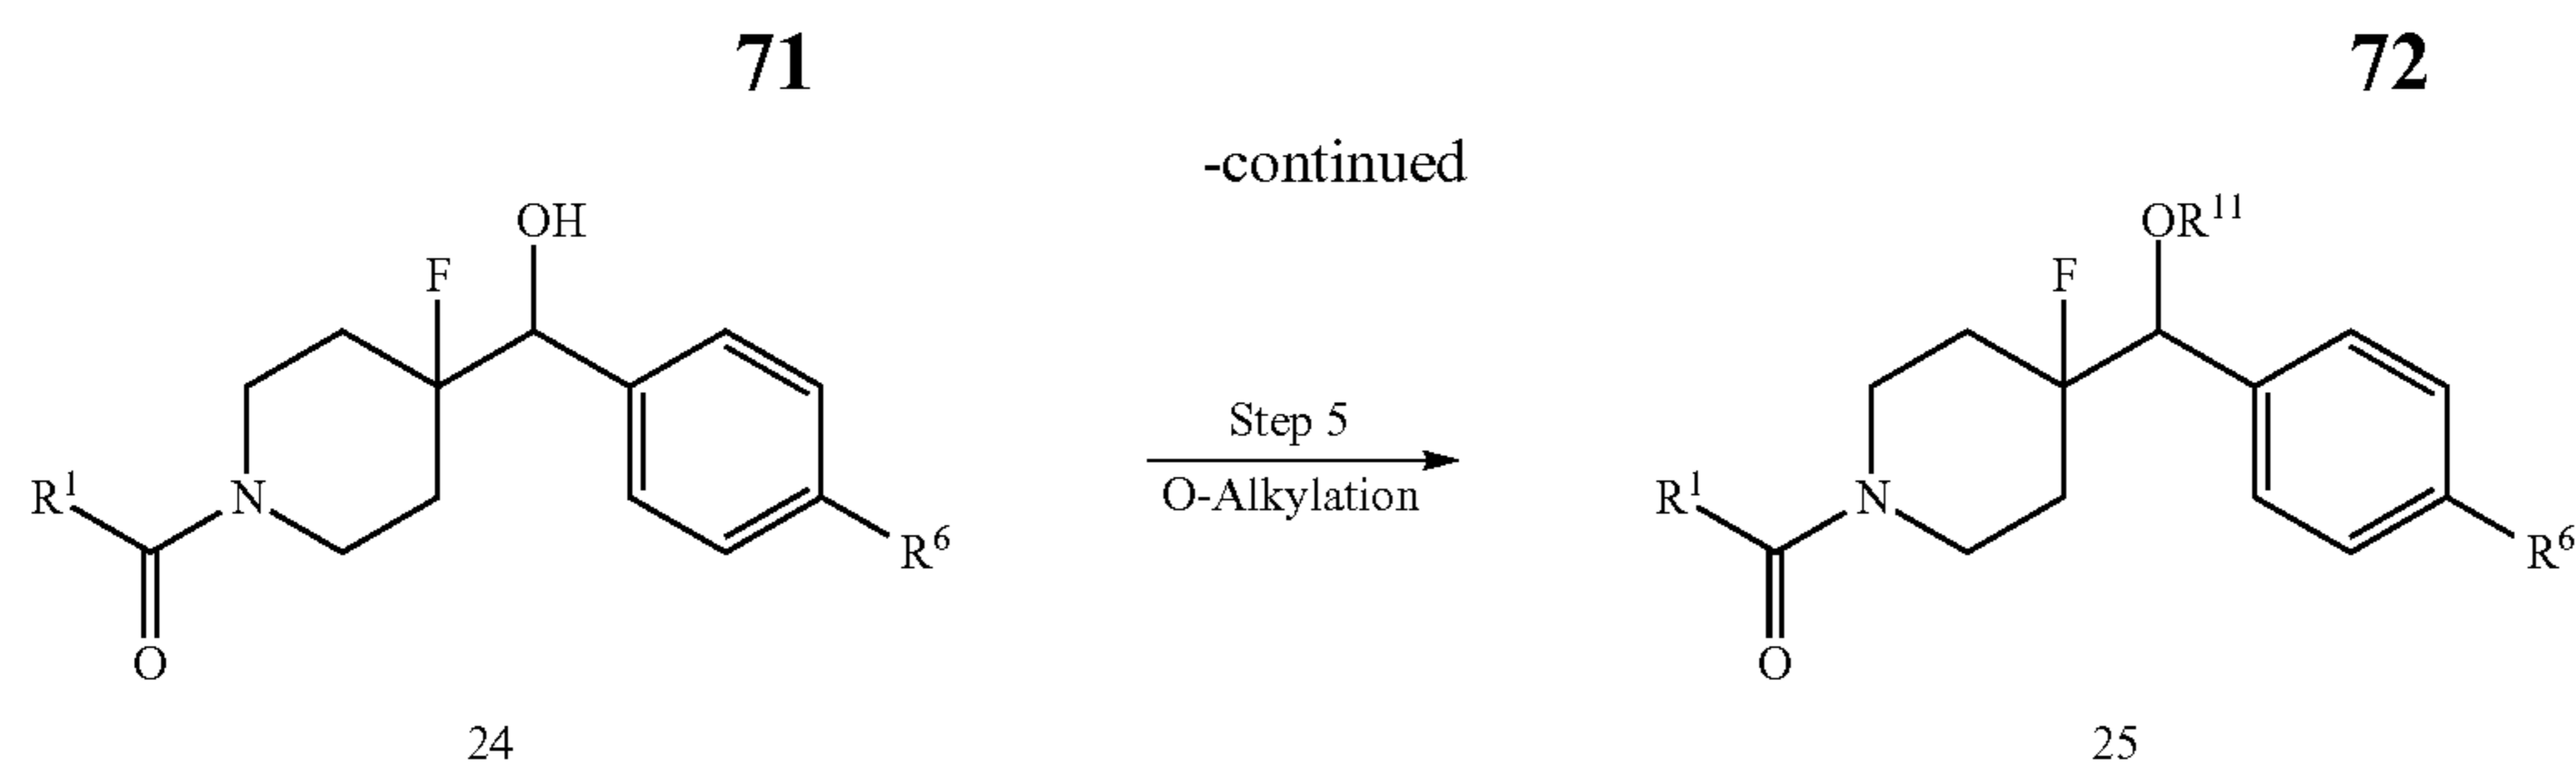 71 72
-continued
OH OR¹¹
F F
Step 5
R¹ N O-Alkylation R¹ N
R⁶ R⁶
O O
24 25